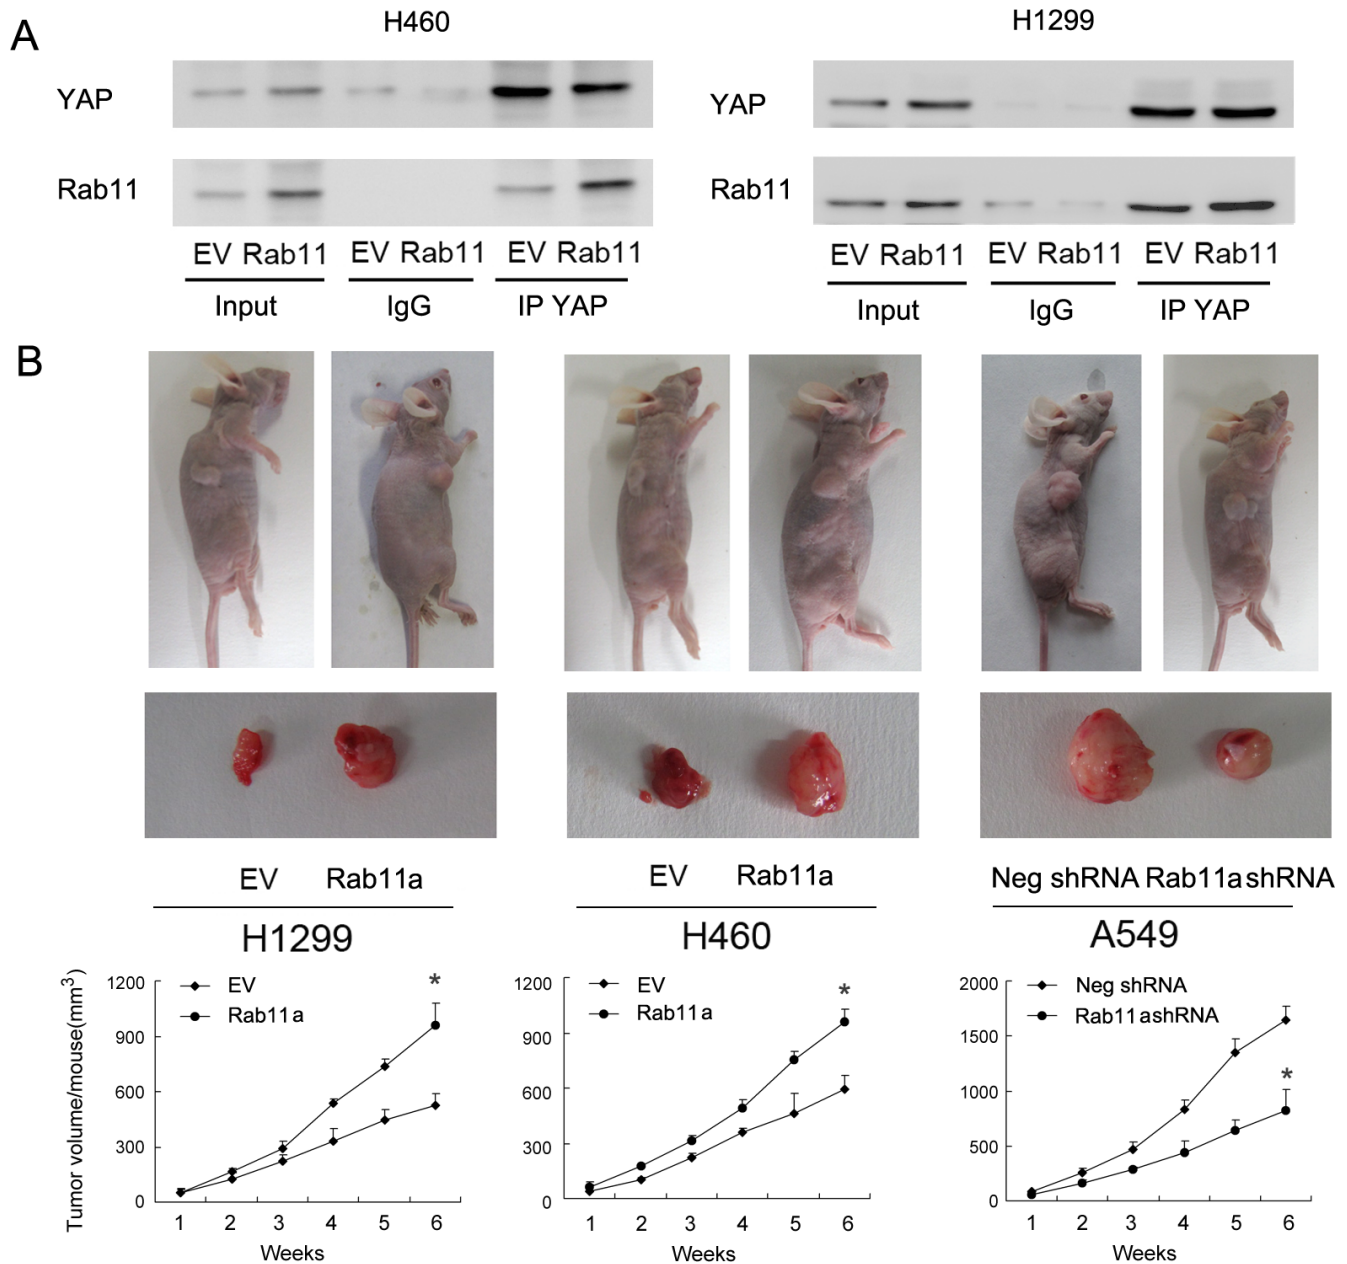 A
H460
H1299
YAP
YAP
Rab11
Rab11
EV Rab11 EV Rab11 EV Rab11
EV Rab11 EV Rab11 EV Rab11
Input IgG IP YAP
Input IgG IP YAP
B
EV Rab11a
EV Rab11a
Neg shRNA Rab11a shRNA
H1299
H460
A549
Tumor volume/mouse(mm3)
1200
900
600
300
0
EV
Rab11a
*
1 2 3 4 5 6
Weeks
1200
900
600
300
0
EV
Rab11a
*
1 2 3 4 5 6
Weeks
2000
1500
1000
500
0
Neg shRNA
Rab11ashRNA
*
1 2 3 4 5 6
Weeks